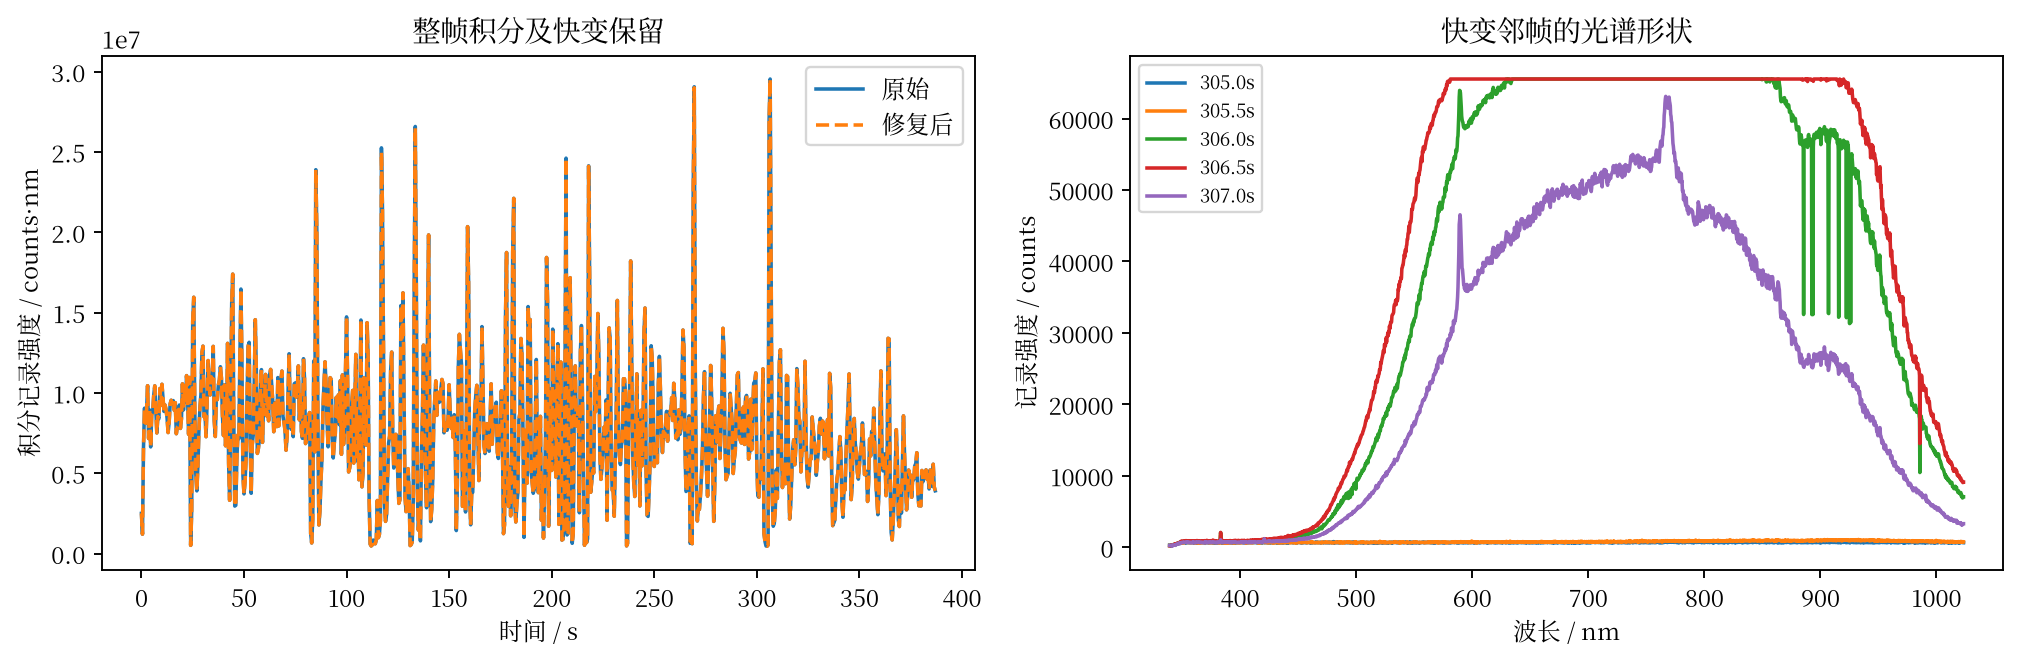 整帧积分及快变保留
1e7
3.0
2.5
2.0
1.5
1.0
0.5
0.0
积分记录强度 / counts·nm
原始
修复后
0 50 100 150 200 250 300 350 400
时间 / s
快变邻帧的光谱形状
60000
50000
40000
30000
20000
10000
0
记录强度 / counts
305.0s
305.5s
306.0s
306.5s
307.0s
400 500 600 700 800 900 1000
波长 / nm